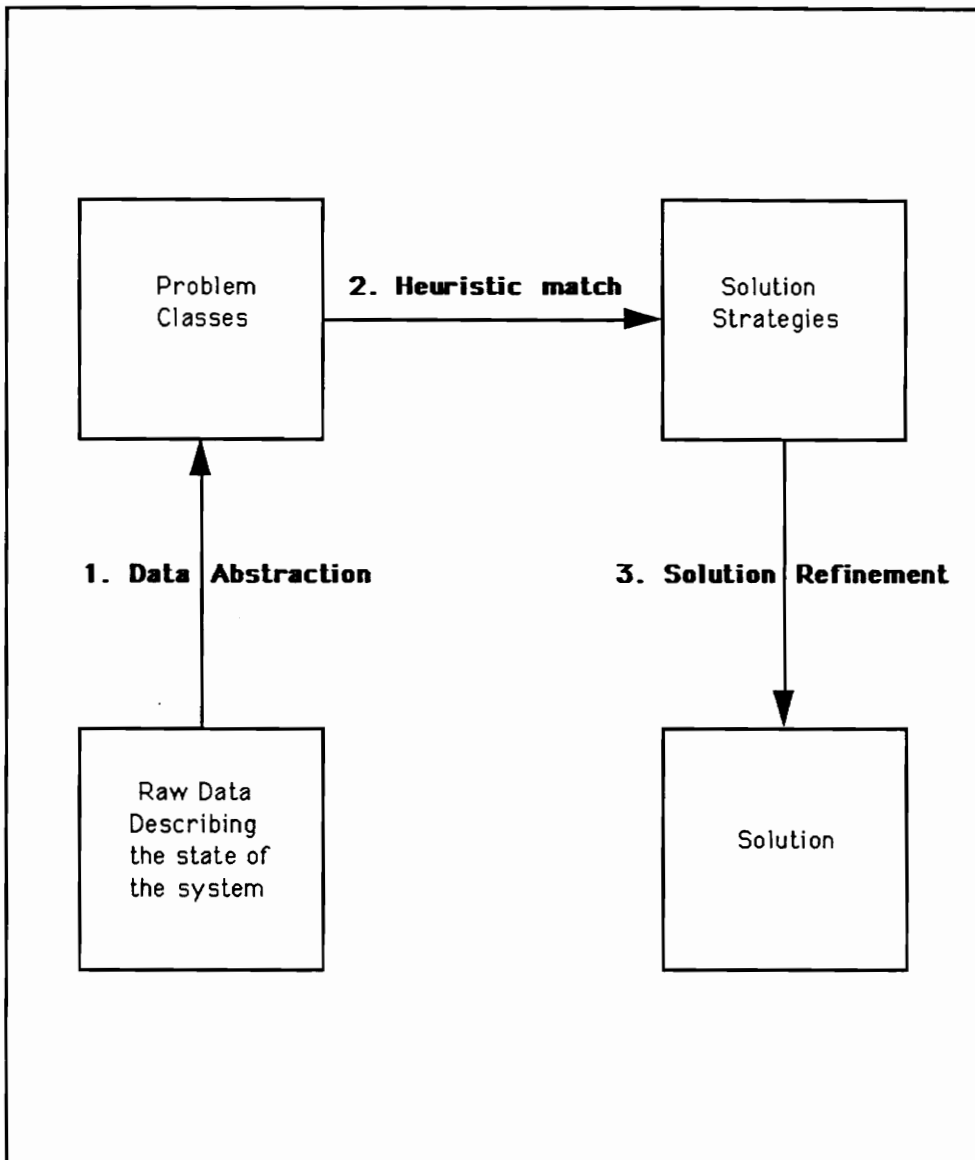 Problem
Classes
2. Heuristic match
Solution
Strategies
1. Data Abstraction
3. Solution Refinement
Raw Data
Describing
the state of
the system
Solution